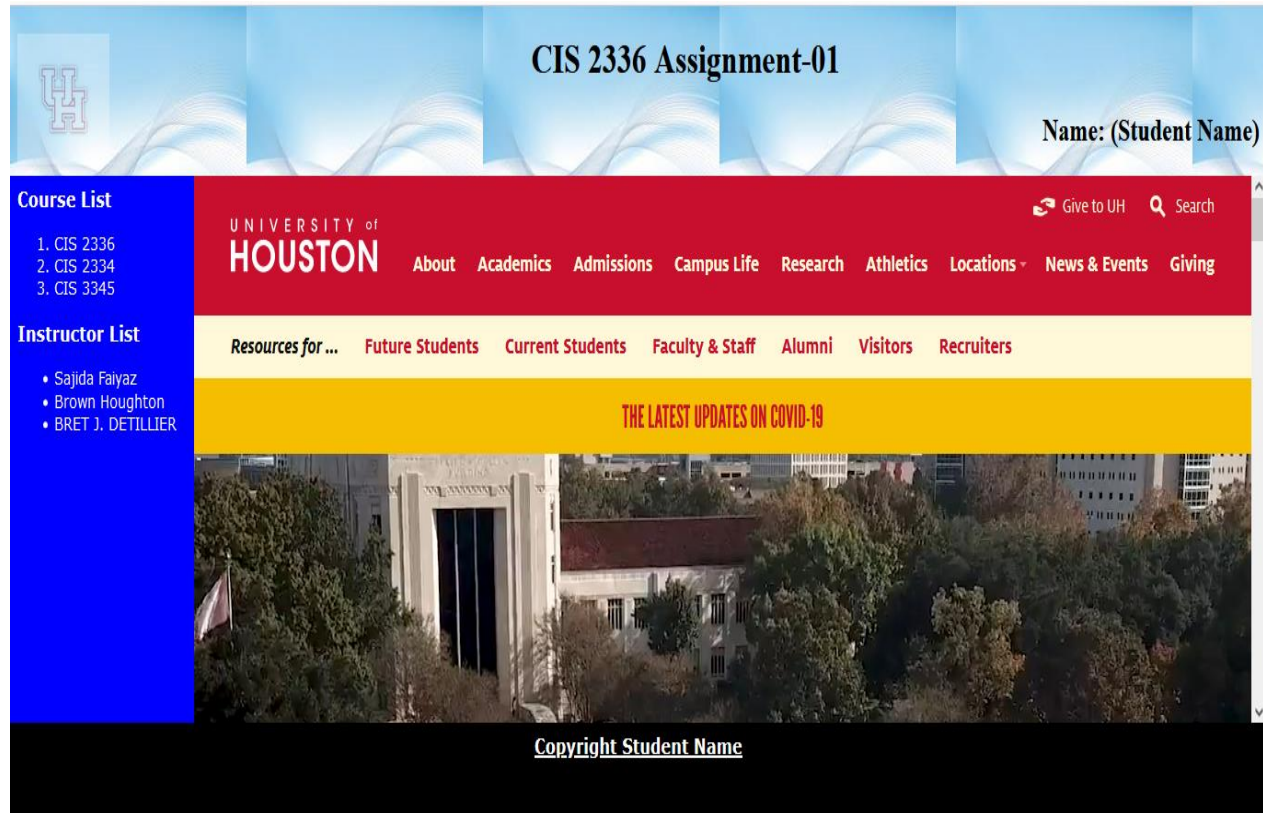 CIS 2336 Assignment-01
UH
Name: (Student Name)
Course List
1. CIS 2336
2. CIS 2334
3. CIS 3345
Instructor List
• Sajida Faiyaz
• Brown Houghton
• BRET J. DETILLIER
Give to UH Search
UNIVERSITY of
HOUSTON
About Academics Admissions Campus Life Research Athletics Locations News & Events Giving
Resources for ... Future Students Current Students Faculty & Staff Alumni Visitors Recruiters
THE LATEST UPDATES ON COVID-19
Copyright Student Name